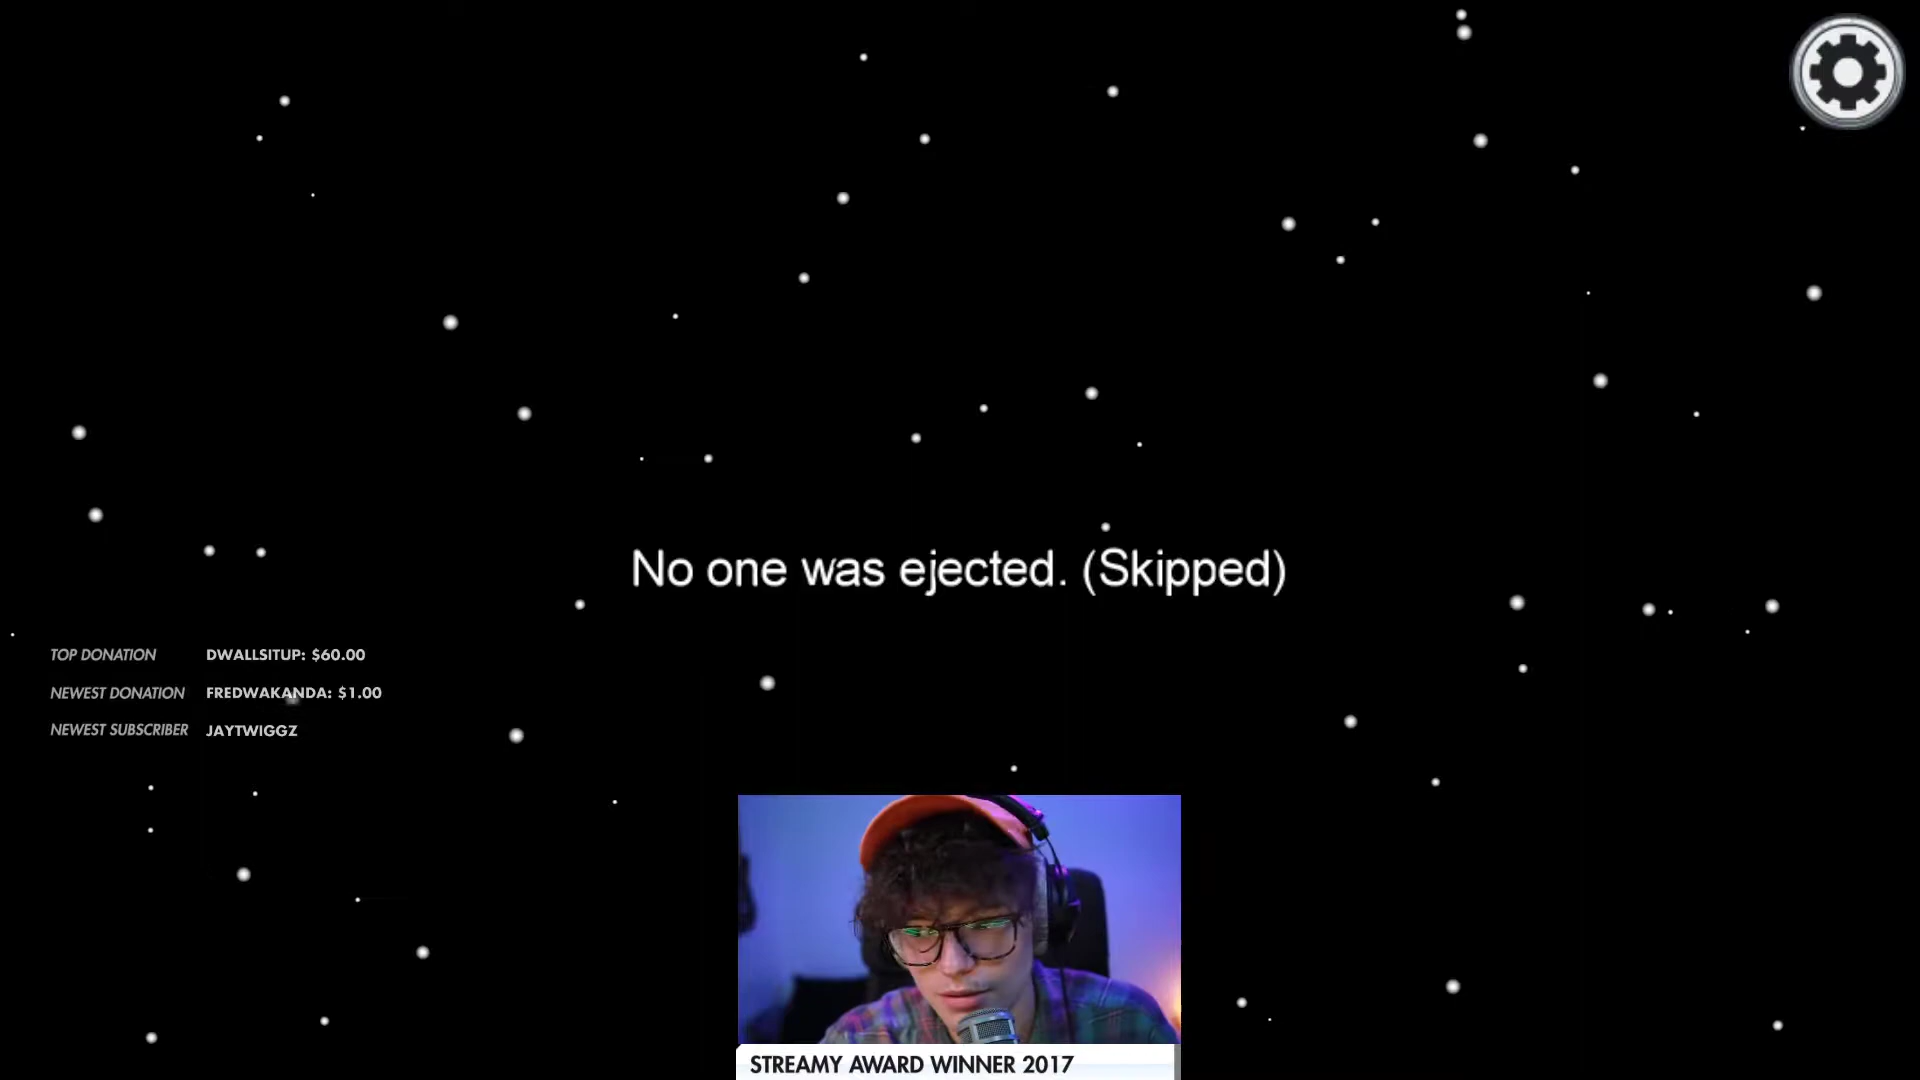 No one was ejected. (Skipped)
TOP DONATION DWALLSITUP: $60.00
NEWEST DONATION FREDWAKANDA: $1.00
NEWEST SUBSCRIBER JAYTWIGGZ
STREAMY AWARD WINNER 2017